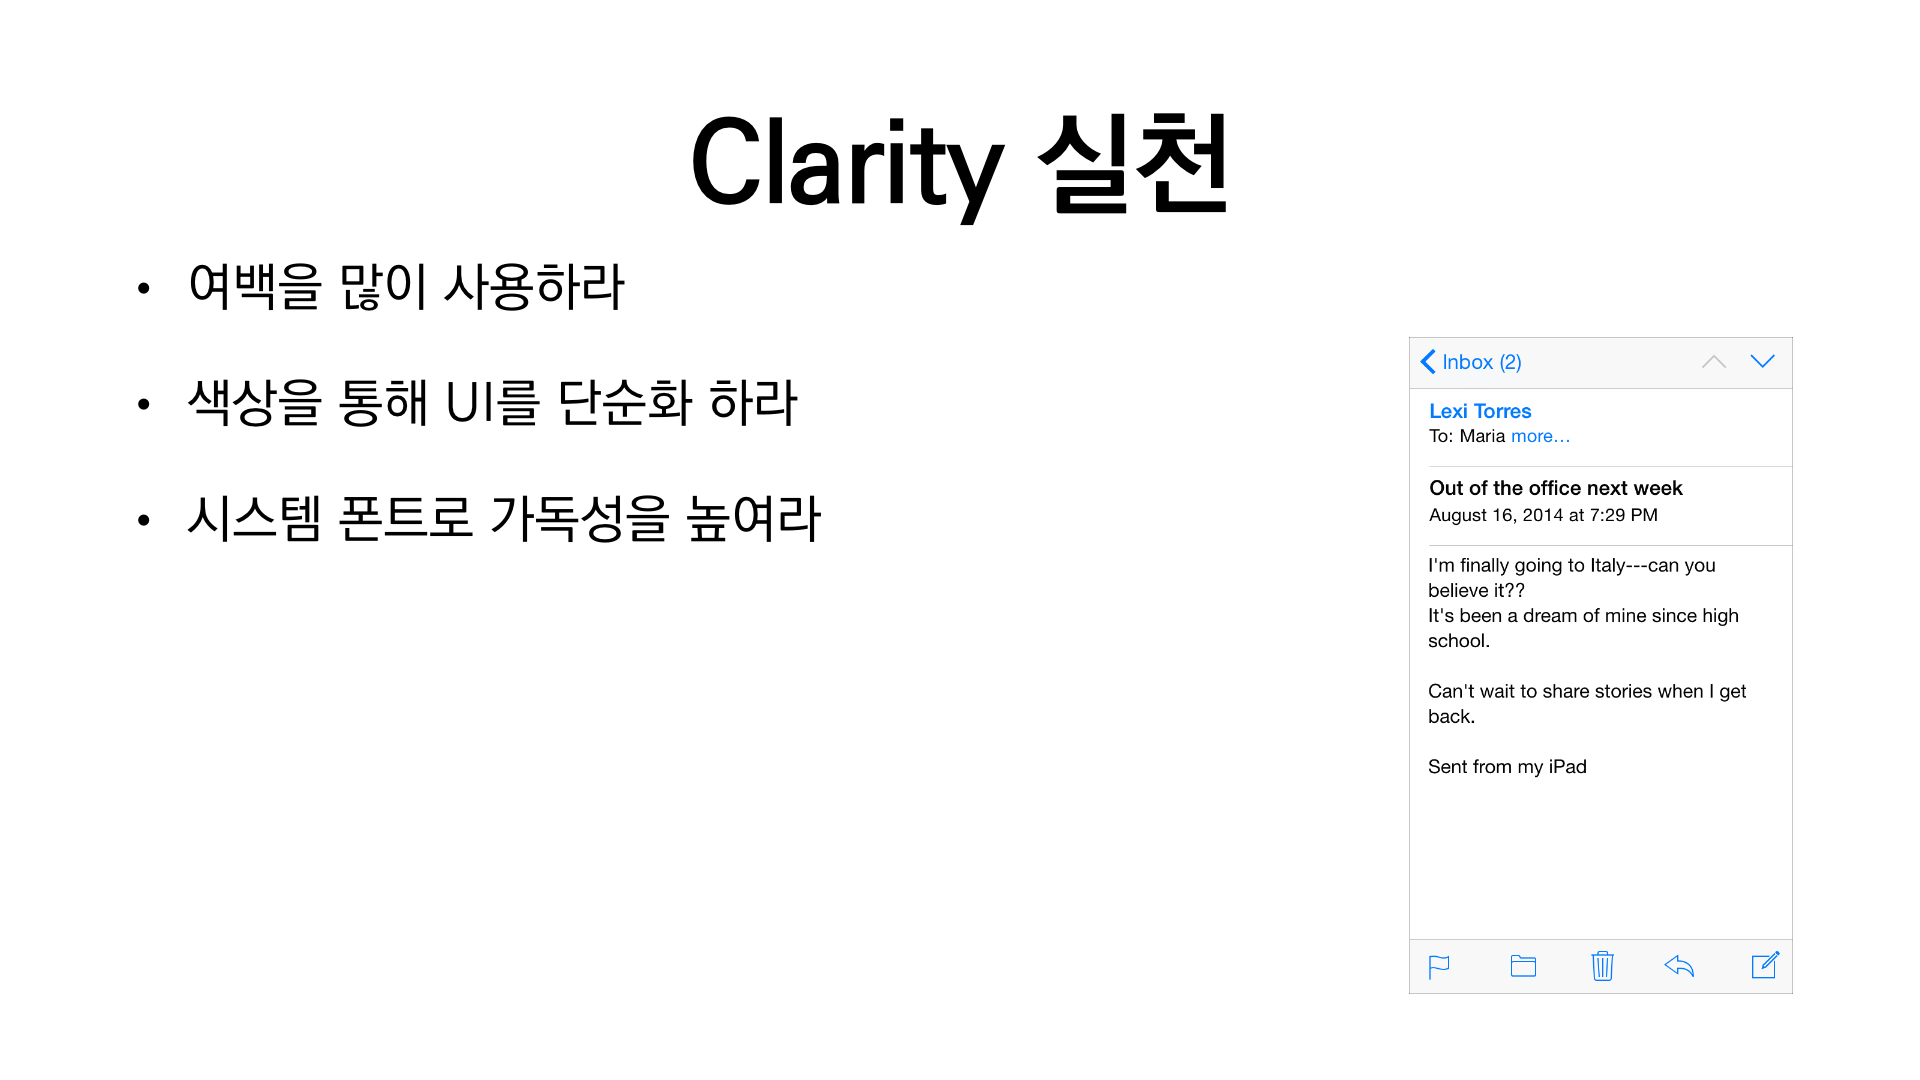 Clarity 실천
• 여백을 많이 사용하라
• 색상을 통해 UI를 단순화 하라
• 시스템 폰트로 가독성을 높여라
Inbox (2)
Lexi Torres
To: Maria more...
Out of the office next week
August 16, 2014 at 7:29 PM
I'm finally going to Italy---can you
believe it??
It's been a dream of mine since high
school.
Can't wait to share stories when I get
back.
Sent from my iPad